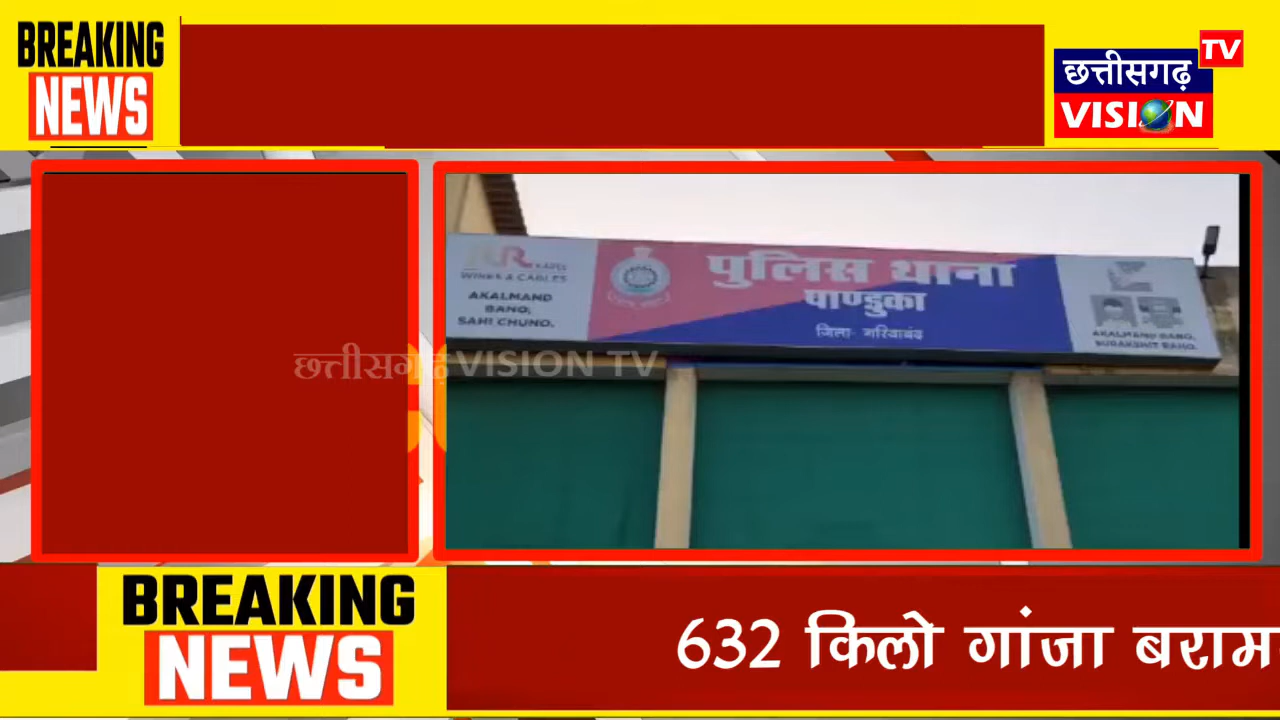 BREAKING
NEWS
छत्तीसगढ़ TV
VISION
WIRES & CABLES
AKALMAND
BANO,
SAHI CHUNO.
पुलिस थाना
पाण्डुका
जिला- गरियाबंद
AKALMAND BANO,
SURAKSHIT RAHO.
छत्तीसगढ़ VISION TV
BREAKING
NEWS
632 किलो गांजा बराम